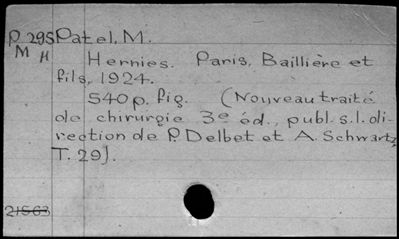 P 295 Patel, M.
M H
Hernies. Paris, Baillière et
fils, 1924.
540 p. fig. (Nouveau traité
de chirurgie 3e éd., publ. s. l. di-
rection de P. Delbet et A. Schwartz,
T. 29).
21563